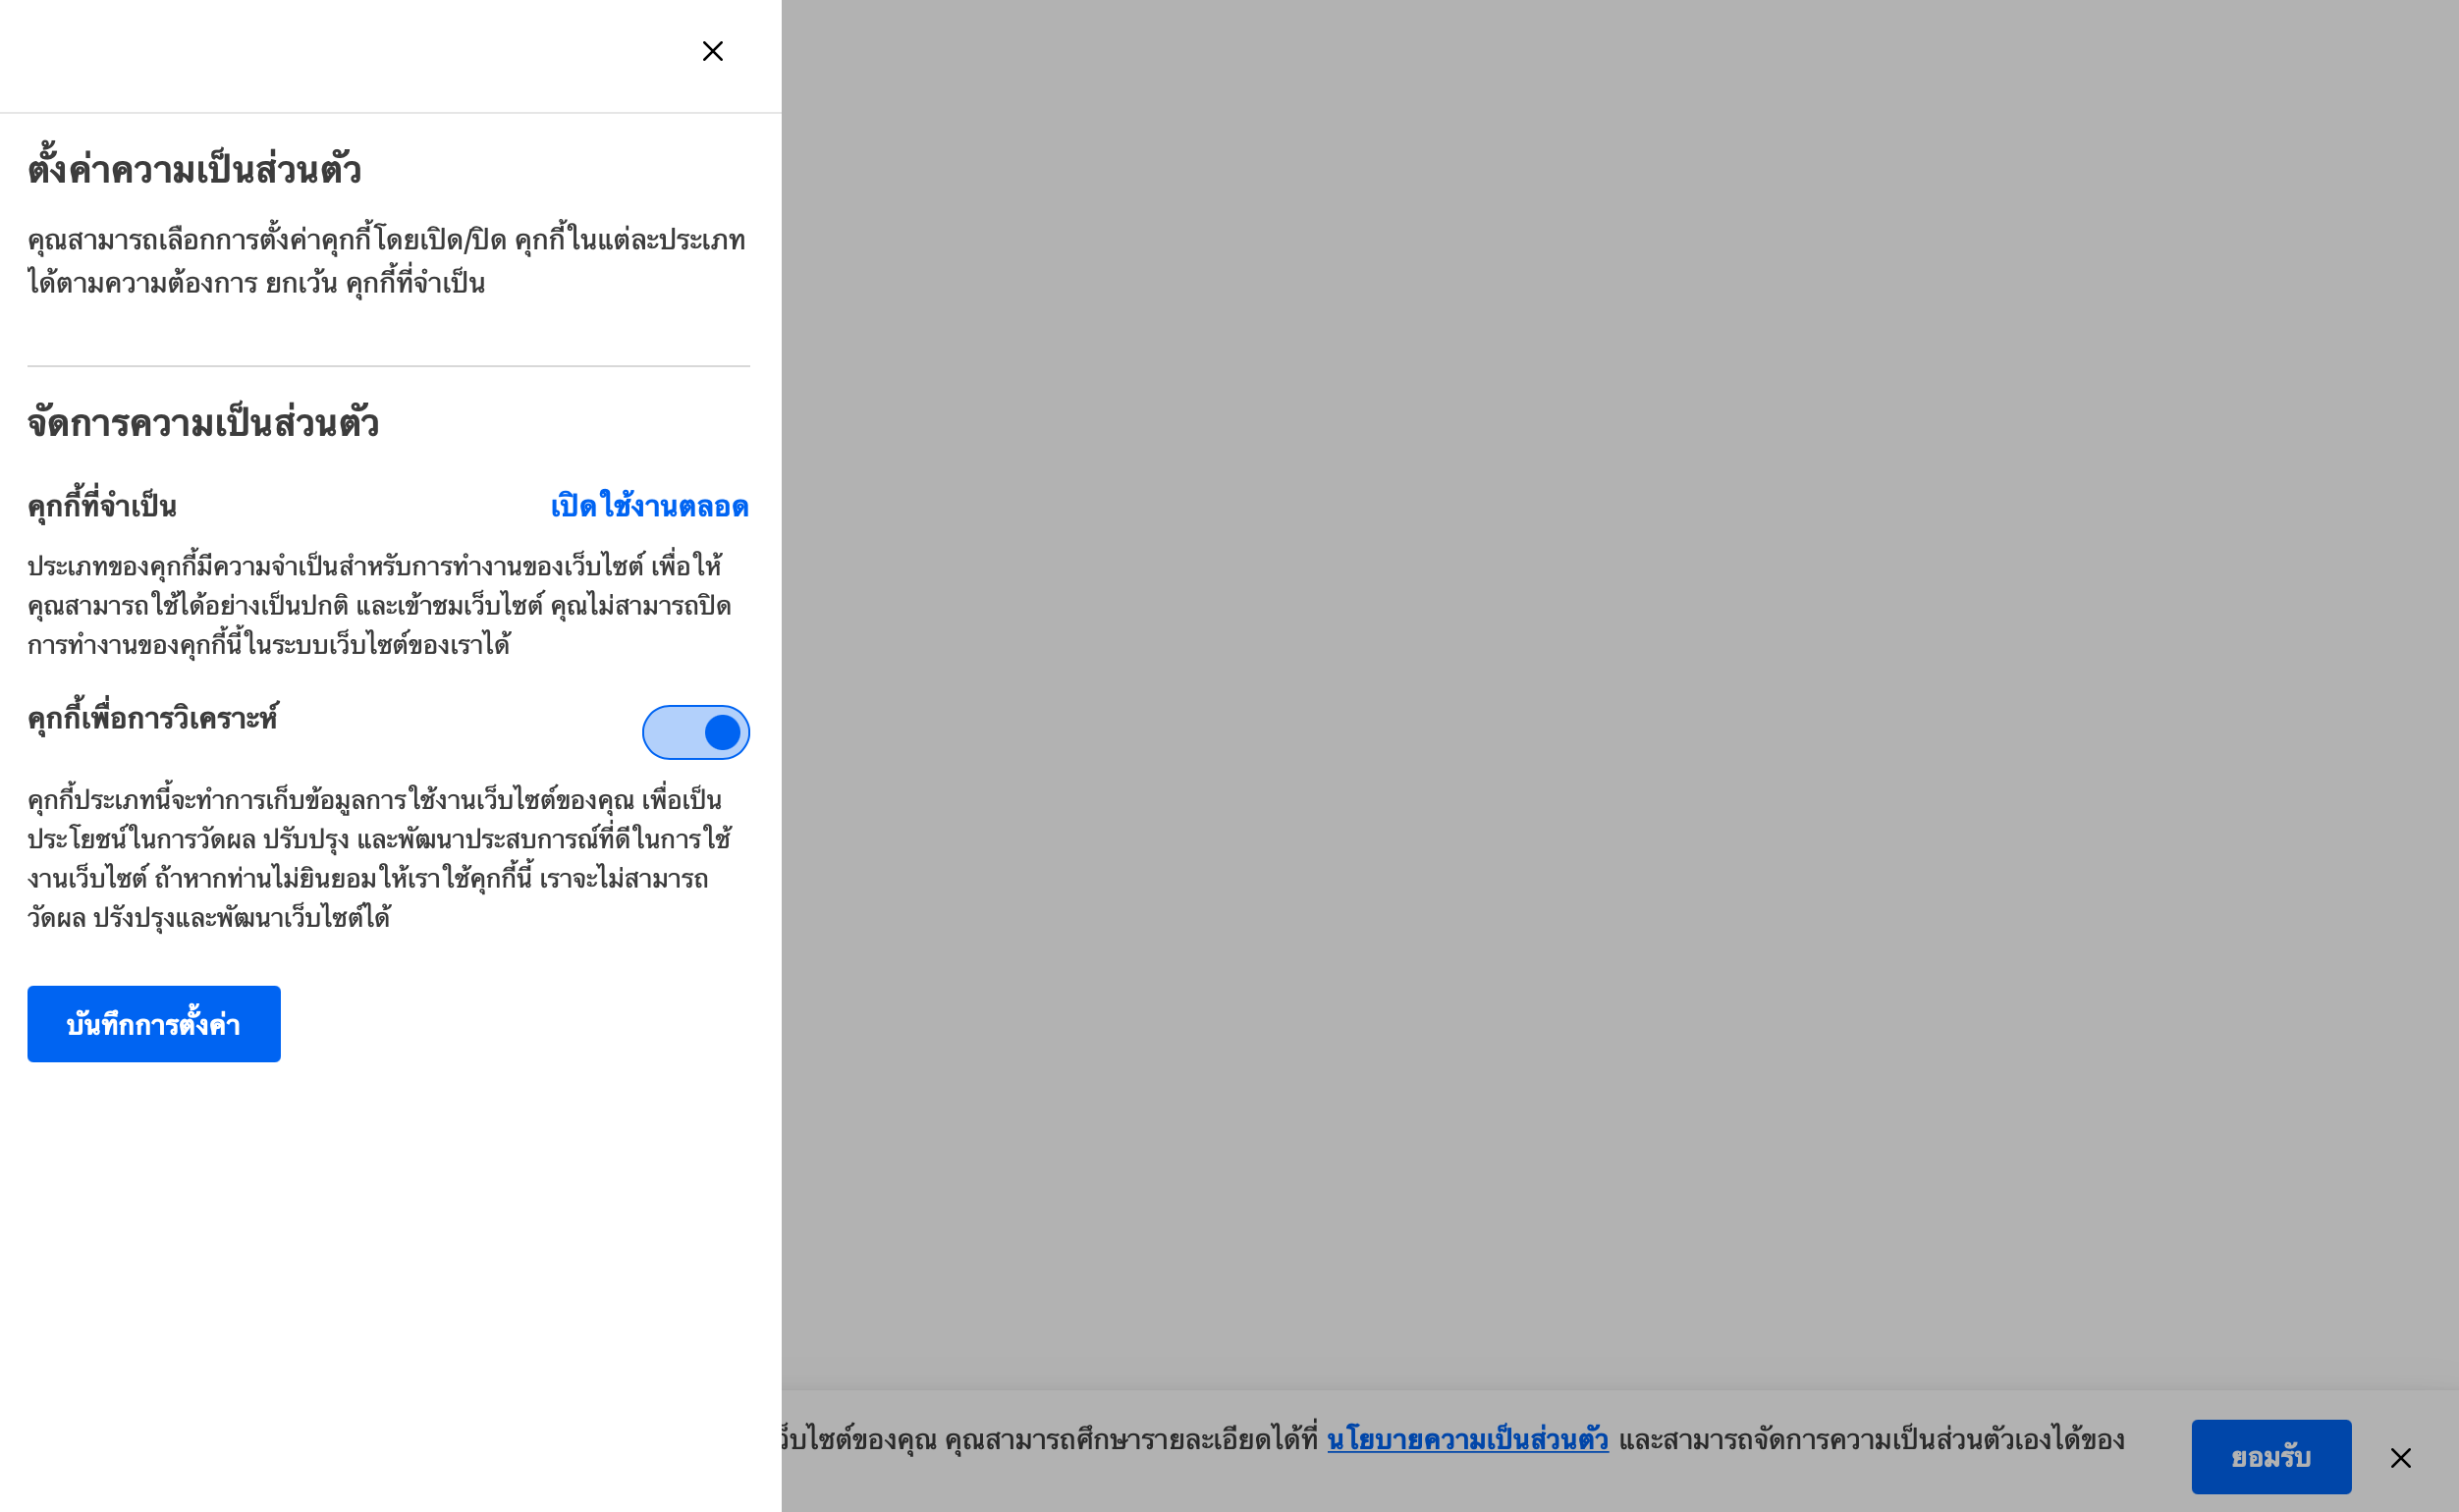 ตั้งค่าความเป็นส่วนตัว
คุณสามารถเลือกการตั้งค่าคุกกี้โดยเปิด/ปิด คุกกี้ในแต่ละประเภท
ได้ตามความต้องการ ยกเว้น คุกกี้ที่จำเป็น
จัดการความเป็นส่วนตัว
คุกกี้ที่จำเป็น
เปิดใช้งานตลอด
ประเภทของคุกกี้มีความจำเป็นสำหรับการทำงานของเว็บไซต์ เพื่อให้
คุณสามารถใช้ได้อย่างเป็นปกติ และเข้าชมเว็บไซต์ คุณไม่สามารถปิด
การทำงานของคุกกี้นี้ในระบบเว็บไซต์ของเราได้
คุกกี้เพื่อการวิเคราะห์
คุกกี้ประเภทนี้จะทำการเก็บข้อมูลการใช้งานเว็บไซต์ของคุณ เพื่อเป็น
ประโยชน์ในการวัดผล ปรับปรุง และพัฒนาประสบการณ์ที่ดีในการใช้
งานเว็บไซต์ ถ้าหากท่านไม่ยินยอมให้เราใช้คุกกี้นี้ เราจะไม่สามารถ
วัดผล ปรังปรุงและพัฒนาเว็บไซต์ได้
บันทึกการตั้งค่า
ว็บไซต์ของคุณ คุณสามารถศึกษารายละเอียดได้ที่ นโยบายความเป็นส่วนตัว และสามารถจัดการความเป็นส่วนตัวเองได้ของ
ยอมรับ